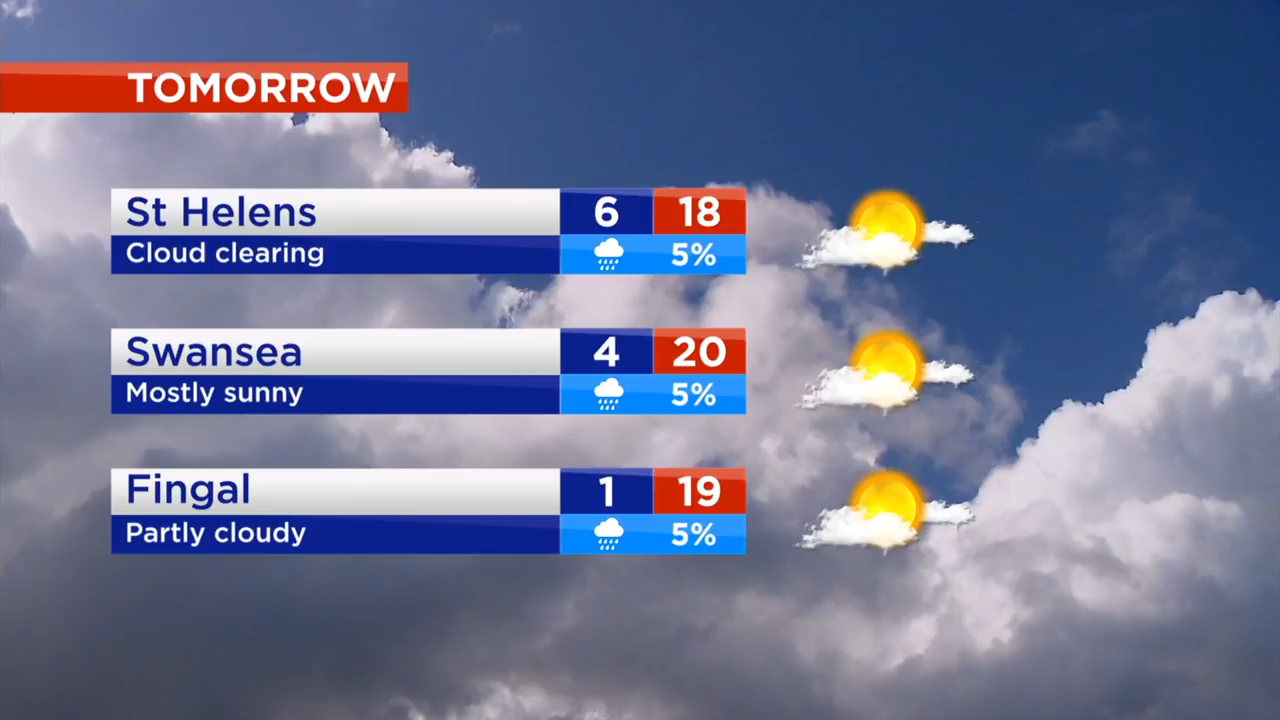 TOMORROW
St Helens 6 18
Cloud clearing 5%
Swansea 4 20
Mostly sunny 5%
Fingal 1 19
Partly cloudy 5%